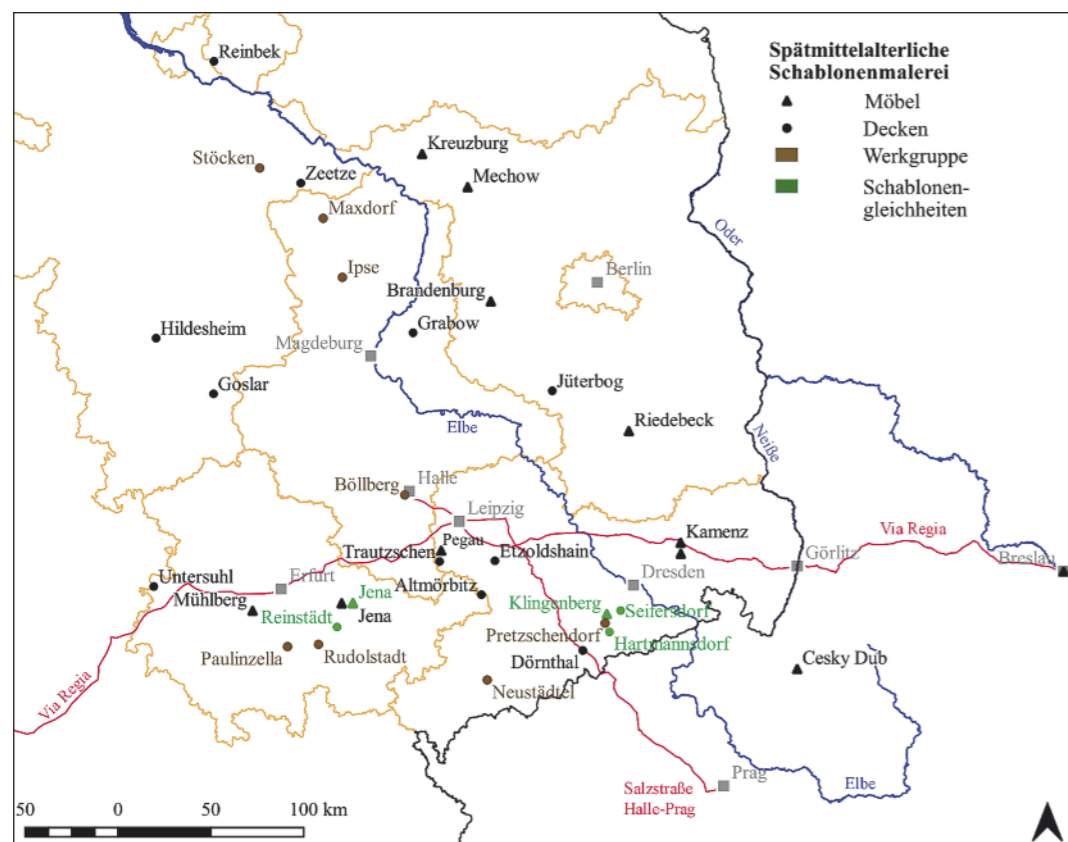 Reinbek
Spätmittelalterliche
Schablonenmalerei
Möbel
Decken
Werkgruppe
Schablonen-
gleichheiten
Kreuzburg
Stöcken
Zeetze
Mechow
Maxdorf
Oder
Ipse
Berlin
Brandenburg
Hildesheim
Grabow
Magdeburg
Goslar
Jüterbog
Elbe
Riedebeck
Neiße
Halle
Böllberg
Leipzig
Kamenz
Via Regia
Pegau
Trautzschen
Etzoldshain
Görlitz
Breslau
Untersuhl
Erfurt
Altmörbitz
Dresden
Mühlberg
Jena
Jena
Klingenberg
Seifersdorf
Reinstädt
Pretzschendorf
Hartmannsdorf
Paulinzella
Rudolstadt
Dörnthal
Cesky Dub
Neustädtel
Via Regia
Prag
Salzstraße
Halle-Prag
Elbe
50 0 50 100 km